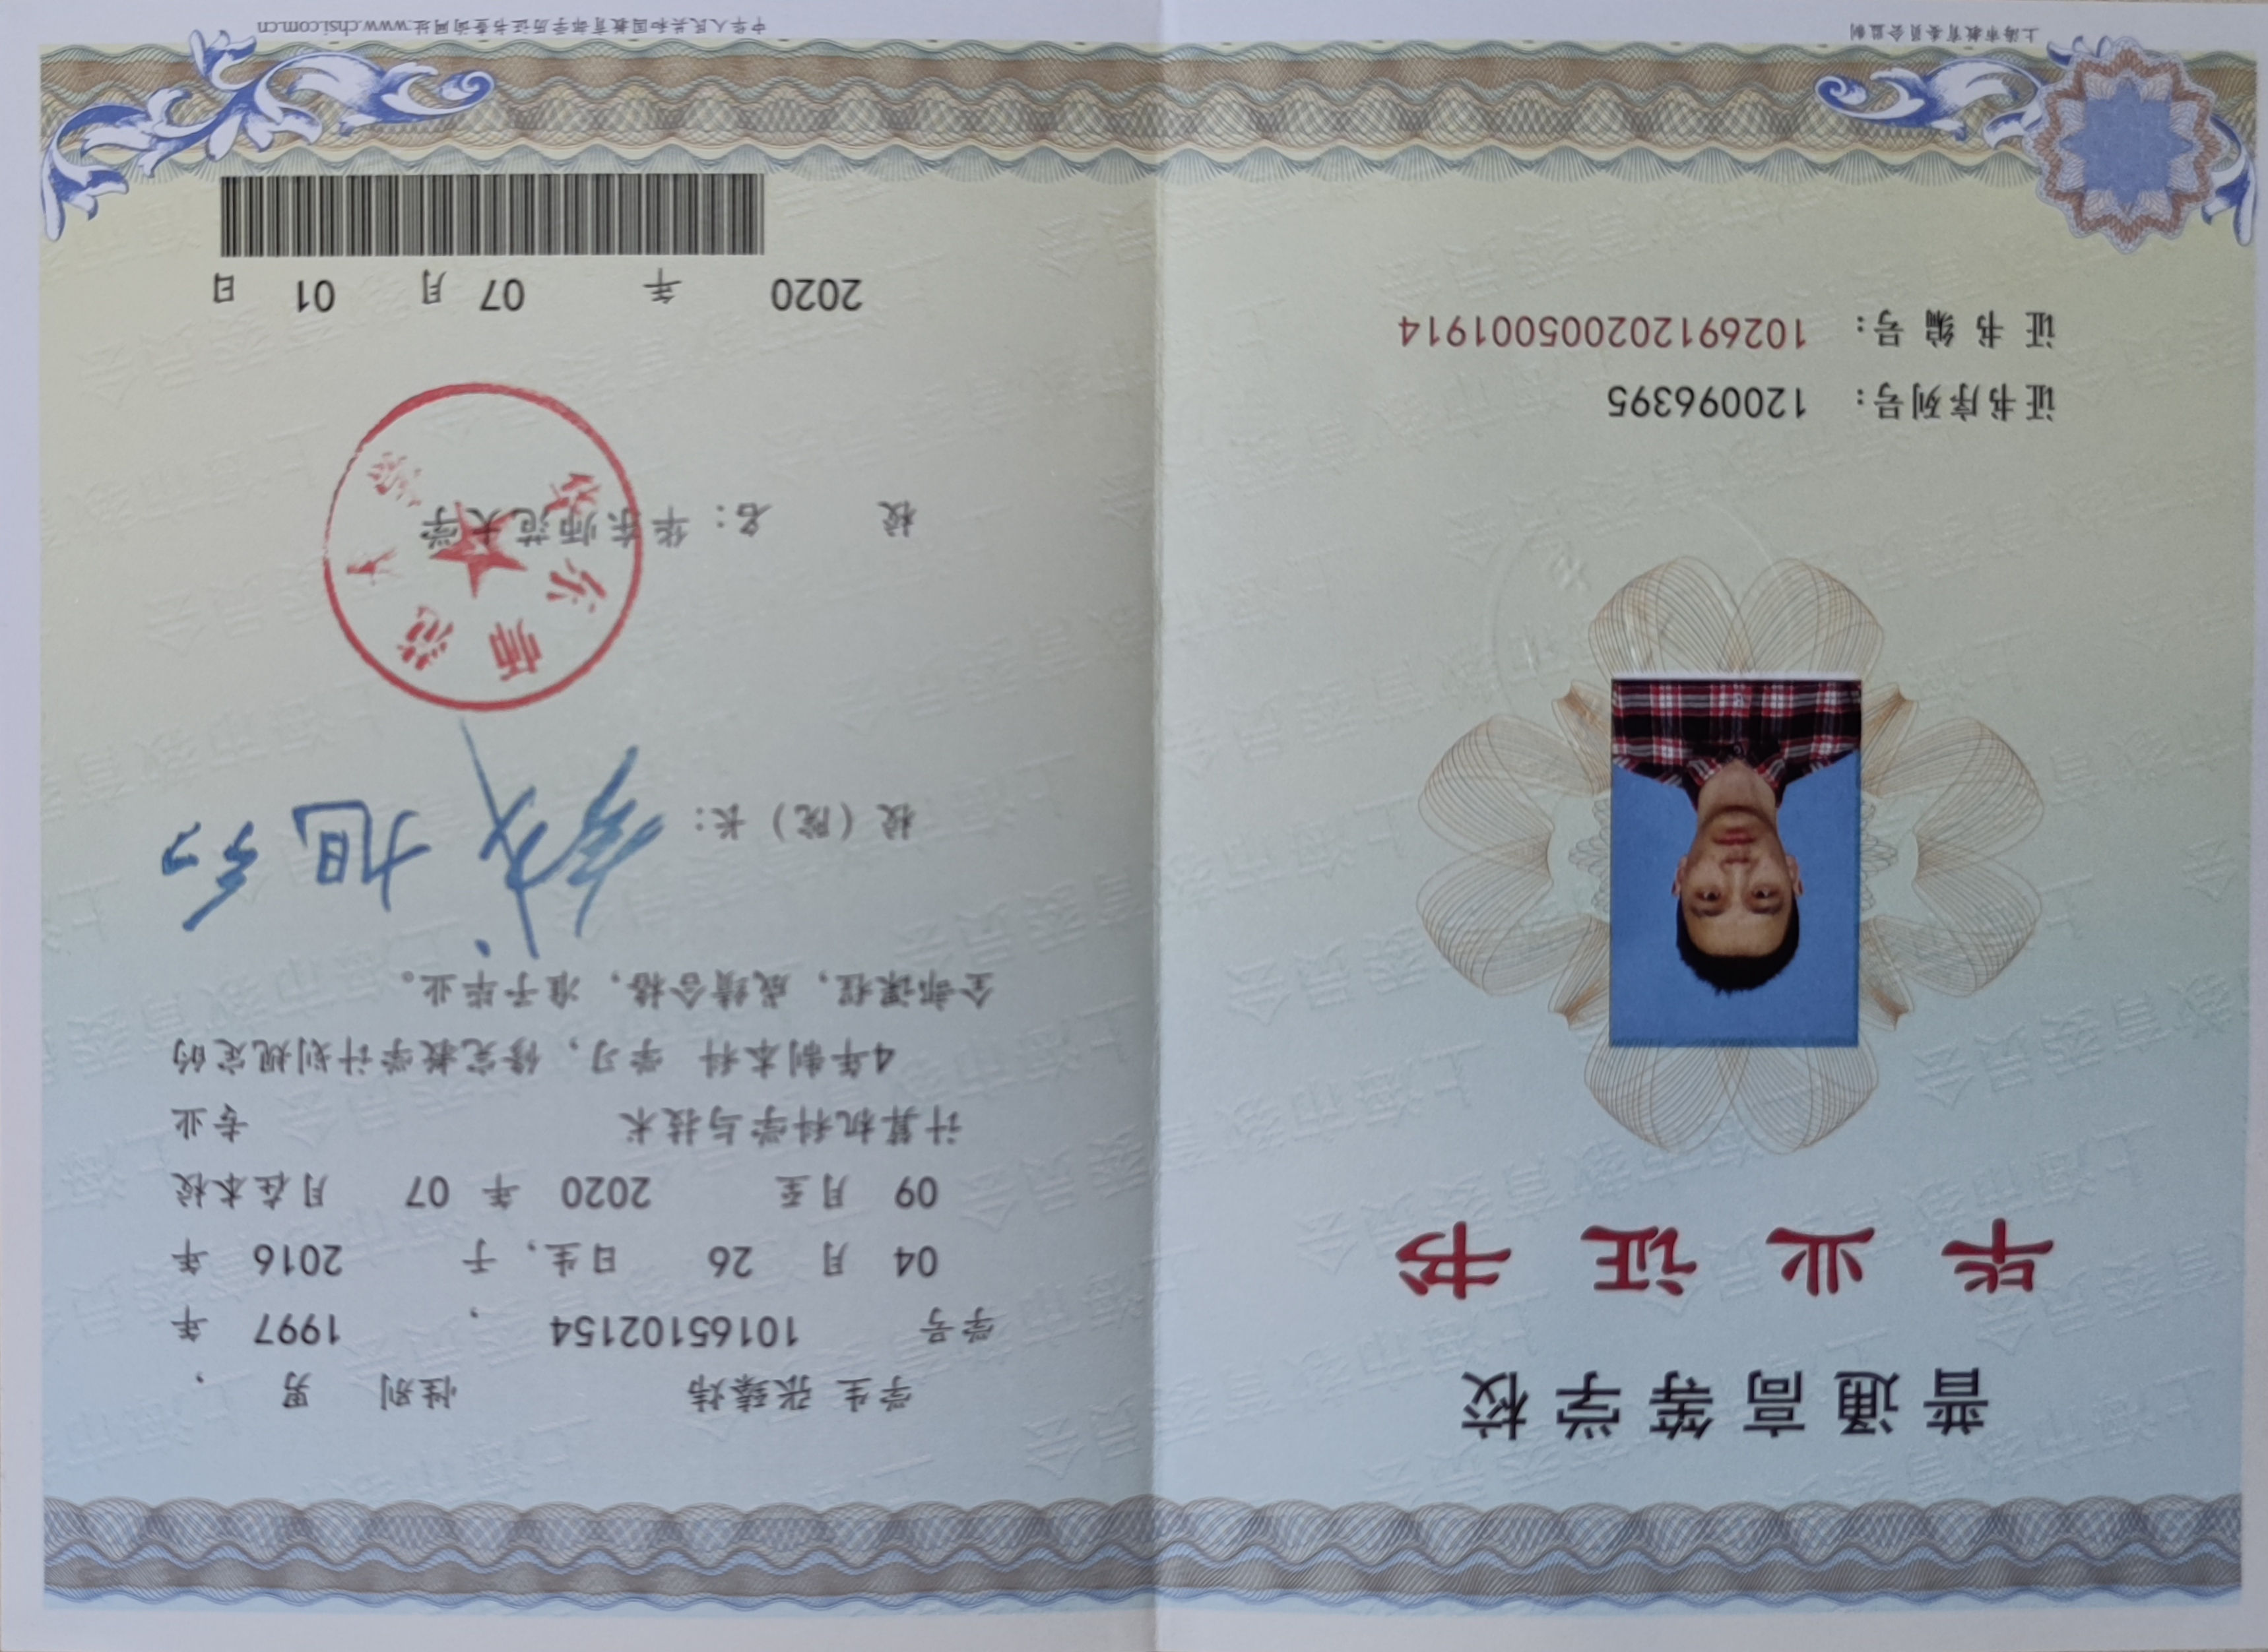 普通高等学校
毕业证书
证书序列号: 120096395
证书编号: 102691202005001914
上海市教育委员会监制
学生 张臻炜 性别 男 ,
学号 10165102154 , 1997 年
04 月 26 日生, 于 2016 年
09 月至 2020 年 07 月在本校
计算机科学与技术 专业
4年制本科 学习, 修完教学计划规定的
全部课程, 成绩合格, 准予毕业。
校(院)长: 钱旭红
校名: 华东师范大学
2020 年 07 月 01 日
中华人民共和国教育部学历证书查询网址 www.chsi.com.cn